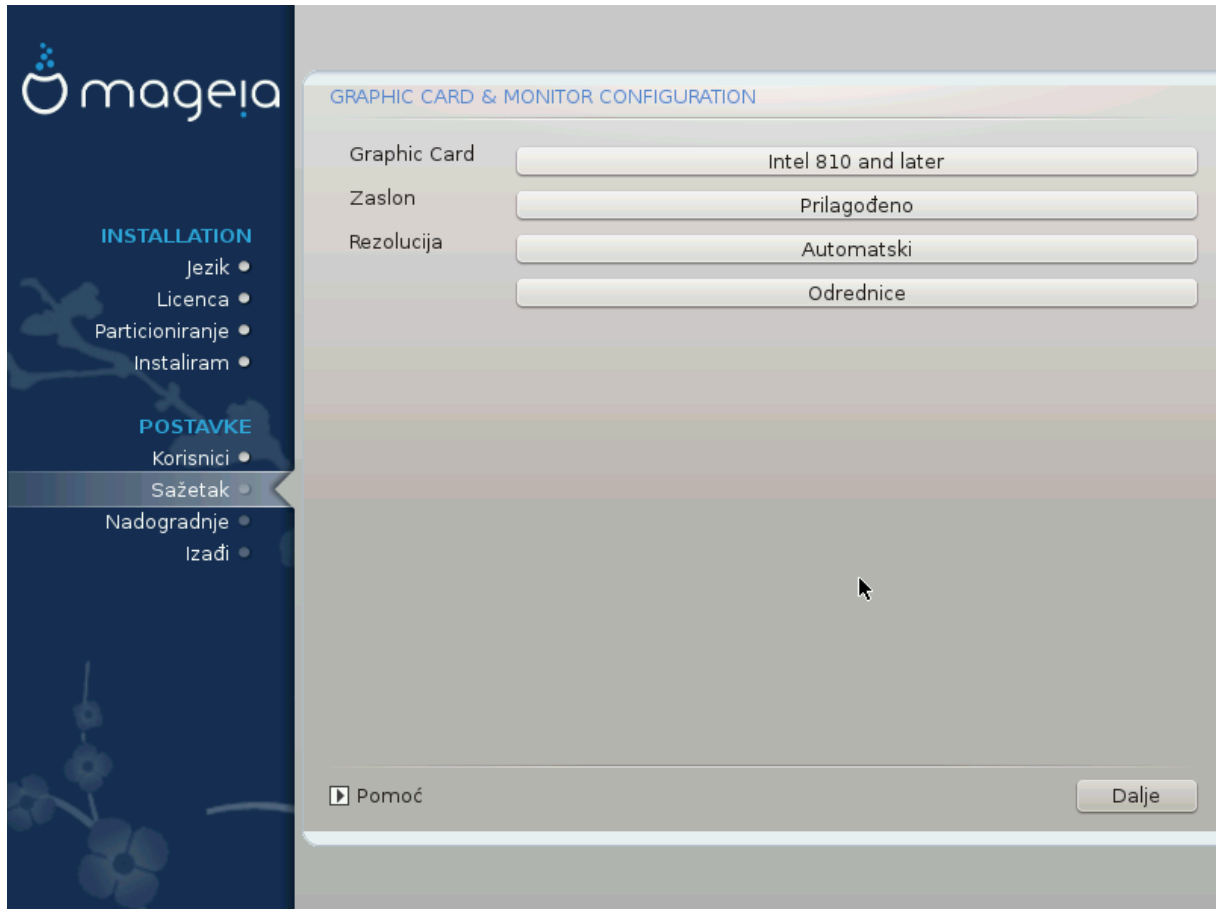 mageia
INSTALLATION
Jezik
Licenca
Particioniranje
Instaliram
POSTAVKE
Korisnici
Sažetak
Nadogradnje
Izađi
GRAPHIC CARD & MONITOR CONFIGURATION
Graphic Card
Intel 810 and later
Zaslon
Prilagođeno
Rezolucija
Automatski
Odrednice
Pomoć
Dalje